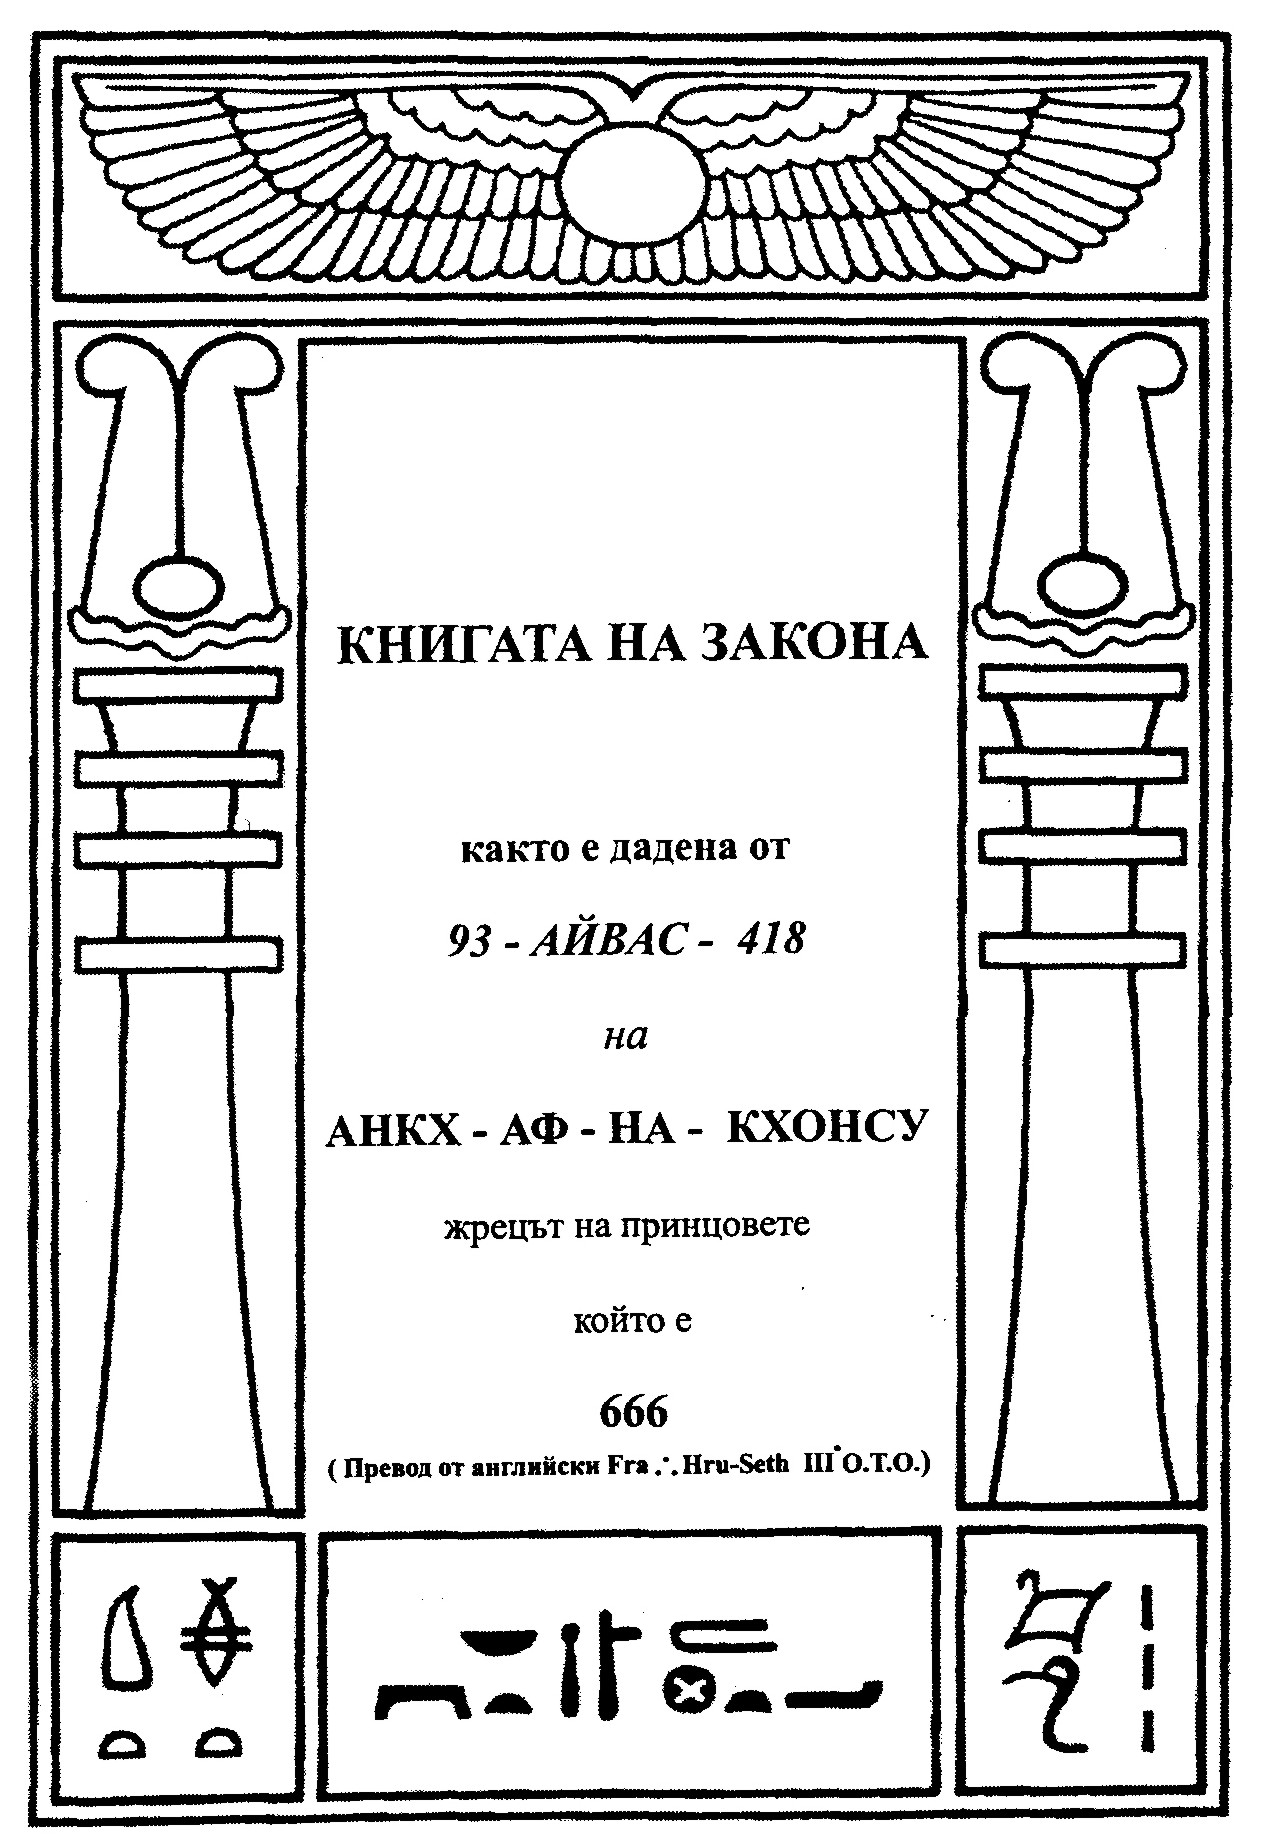 КНИГАТА НА ЗАКОНА
както е дадена от
93 - АЙВАС - 418
на
АНКХ - АФ - НА - КХОНСУ
жрецът на принцовете
който е
666
( Превод от английски Fra ∴ Hru-Seth III° O.T.O.)